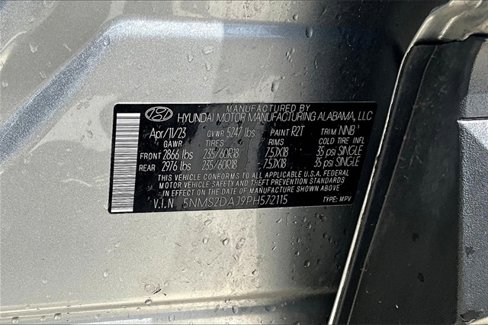 MANUFACTURED BY
HYUNDAI MOTOR MANUFACTURING ALABAMA, LLC
Apr/11/23 GVWR 5747 lbs PAINT R2T TRIM NNB
GAWR TIRES RIMS
FRONT 2866 lbs 235/60R18 7.5JX18 35 psi SINGLE
REAR 2976 lbs 235/60R18 7.5JX18 35 psi SINGLE
THIS VEHICLE CONFORMS TO ALL APPLICABLE U.S.A. FEDERAL
MOTOR VEHICLE SAFETY, BUMPER, AND THEFT PREVENTION STANDARDS
IN EFFECT ON THE DATE OF MANUFACTURE SHOWN ABOVE.
V.I.N 5NMS2DAJ9PH572115 TYPE: MPV